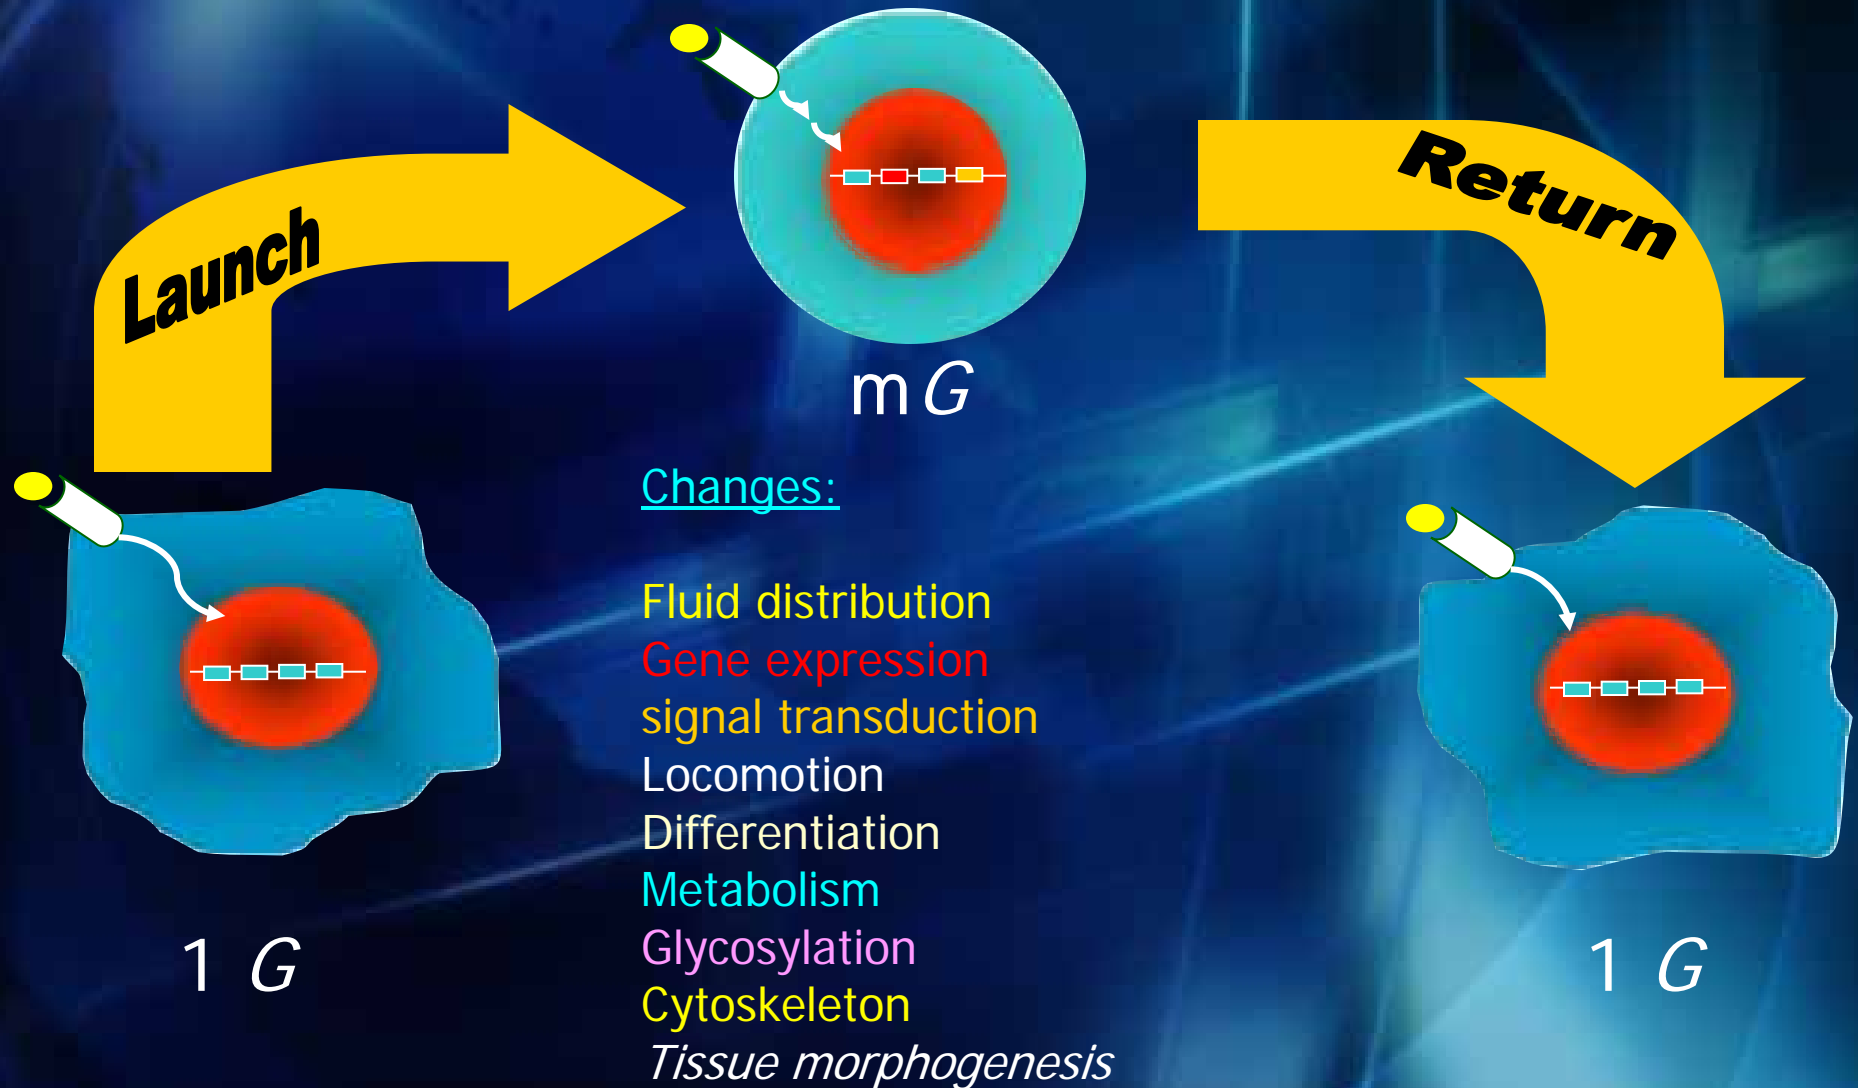 Launch
Return
mG
Changes:
Fluid distribution
Gene expression
signal transduction
Locomotion
Differentiation
Metabolism
Glycosylation
Cytoskeleton
Tissue morphogenesis
1 G
1 G